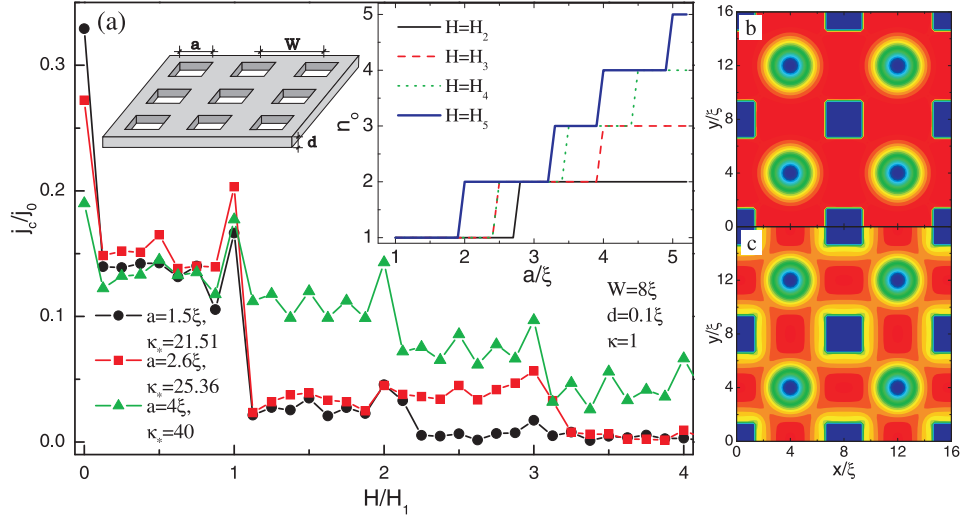 (a)
a
W
d
j_c/j_0
0.3
0.2
0.1
0.0
0
1
2
3
4
H/H_1
a=1.5ξ,
κ_*=21.51
a=2.6ξ,
κ_*=25.36
a=4ξ,
κ_*=40
n_o
5
4
3
2
1
H=H_2
H=H_3
H=H_4
H=H_5
1
2
3
4
5
a/ξ
W=8ξ
d=0.1ξ
κ=1
b
y/ξ
16
12
8
4
0
c
y/ξ
12
8
4
0
0
4
8
12
16
x/ξ